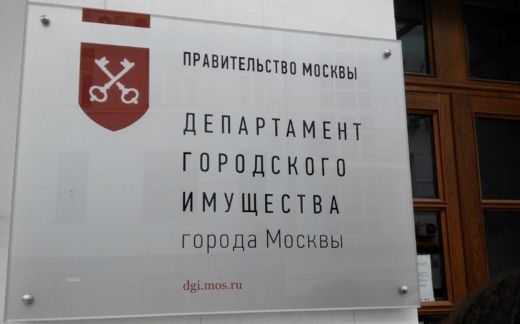 ПРАВИТЕЛЬСТВО МОСКВЫ
ДЕПАРТАМЕНТ
ГОРОДСКОГО
ИМУЩЕСТВА
города Москвы
dgi.mos.ru